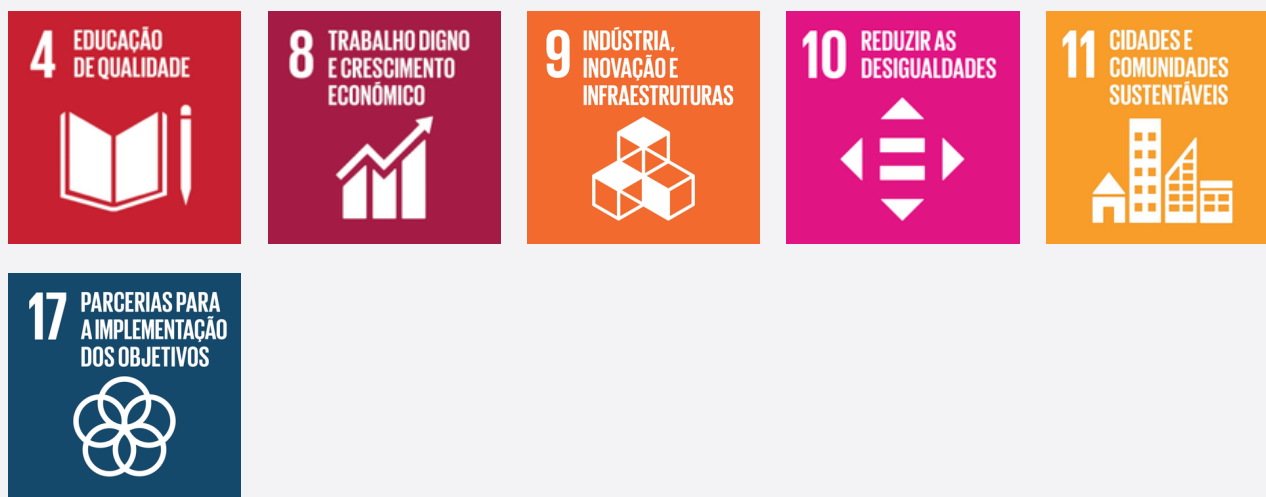 4 EDUCAÇÃO
DE QUALIDADE
8 TRABALHO DIGNO
E CRESCIMENTO
ECONÓMICO
9 INDÚSTRIA,
INOVAÇÃO E
INFRAESTRUTURAS
10 REDUZIR AS
DESIGUALDADES
11 CIDADES E
COMUNIDADES
SUSTENTÁVEIS
17 PARCERIAS PARA
A IMPLEMENTAÇÃO
DOS OBJETIVOS